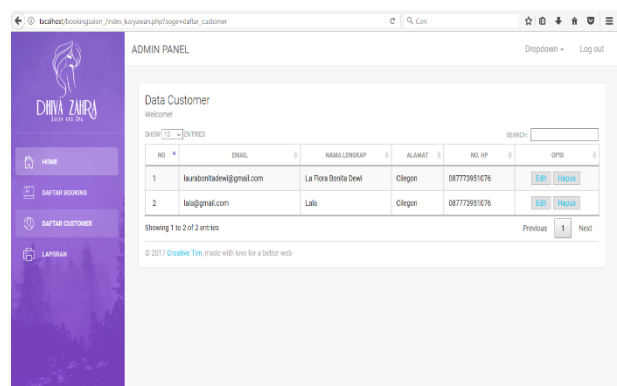 localhost/bookingsalon_/index_karyawan.php?page=daftar_customer
Cari
DHIVA ZAHRA
Salon and Spa
ADMIN PANEL
Dropdown
Log out
HOME
DAFTAR BOOKING
DAFTAR CUSTOMER
LAPORAN
Data Customer
Welcome!
SHOW 10 ENTRIES
SEARCH:
NO EMAIL NAMA LENGKAP ALAMAT NO. HP OPSI
1 laurabonitadewi@gmail.com La Flora Bonita Dewi Cilegon 087773951076 Edit Hapus
2 lala@gmail.com Lala Cilegon 087773951076 Edit Hapus
Showing 1 to 2 of 2 entries
Previous 1 Next
© 2017 Creative Tim, made with love for a better web